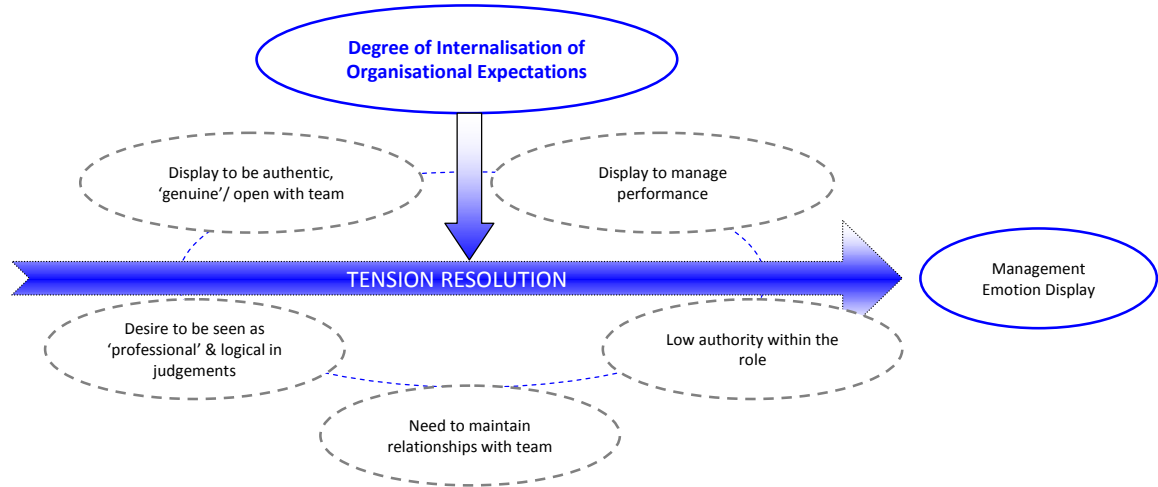 Degree of Internalisation of
Organisational Expectations
Display to be authentic,
‘genuine’/ open with team
Display to manage
performance
TENSION RESOLUTION
Management
Emotion Display
Desire to be seen as
‘professional’ & logical in
judgements
Low authority within the
role
Need to maintain
relationships with team